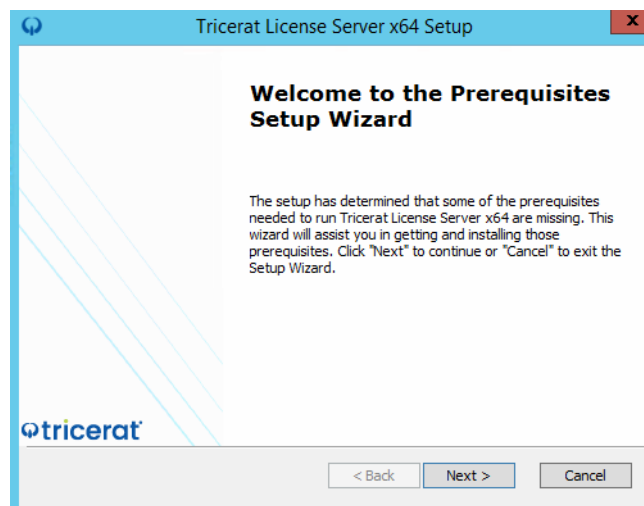 Tricerat License Server x64 Setup
x
Welcome to the Prerequisites
Setup Wizard
The setup has determined that some of the prerequisites
needed to run Tricerat License Server x64 are missing. This
wizard will assist you in getting and installing those
prerequisites. Click "Next" to continue or "Cancel" to exit the
Setup Wizard.
tricerat
< Back Next > Cancel